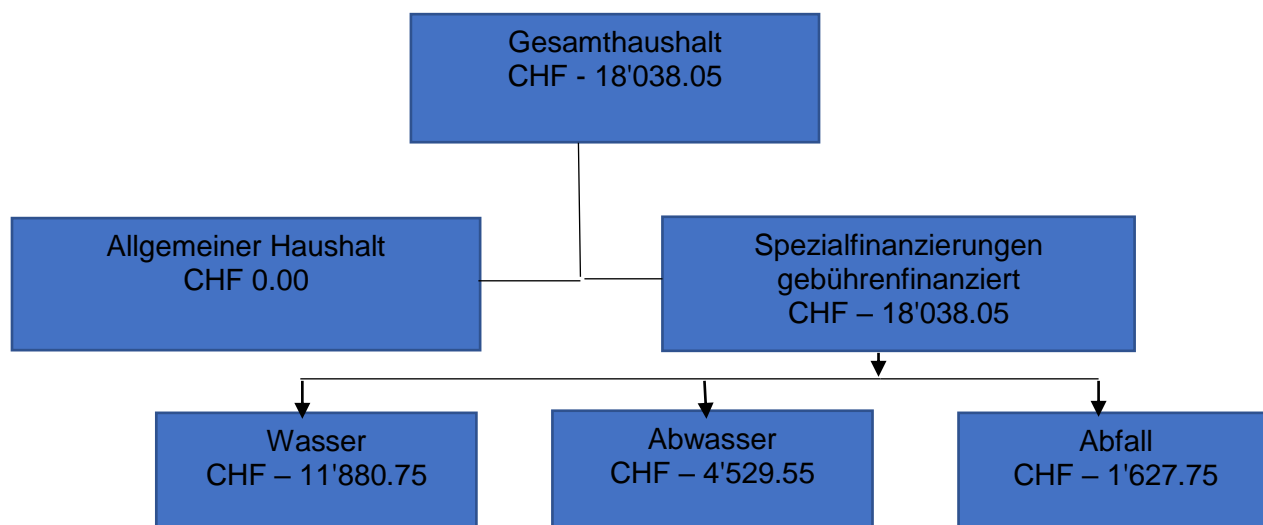 Gesamthaushalt
CHF - 18'038.05
Allgemeiner Haushalt
CHF 0.00
Spezialfinanzierungen
gebührenfinanziert
CHF – 18'038.05
Wasser
CHF – 11'880.75
Abwasser
CHF – 4'529.55
Abfall
CHF – 1'627.75